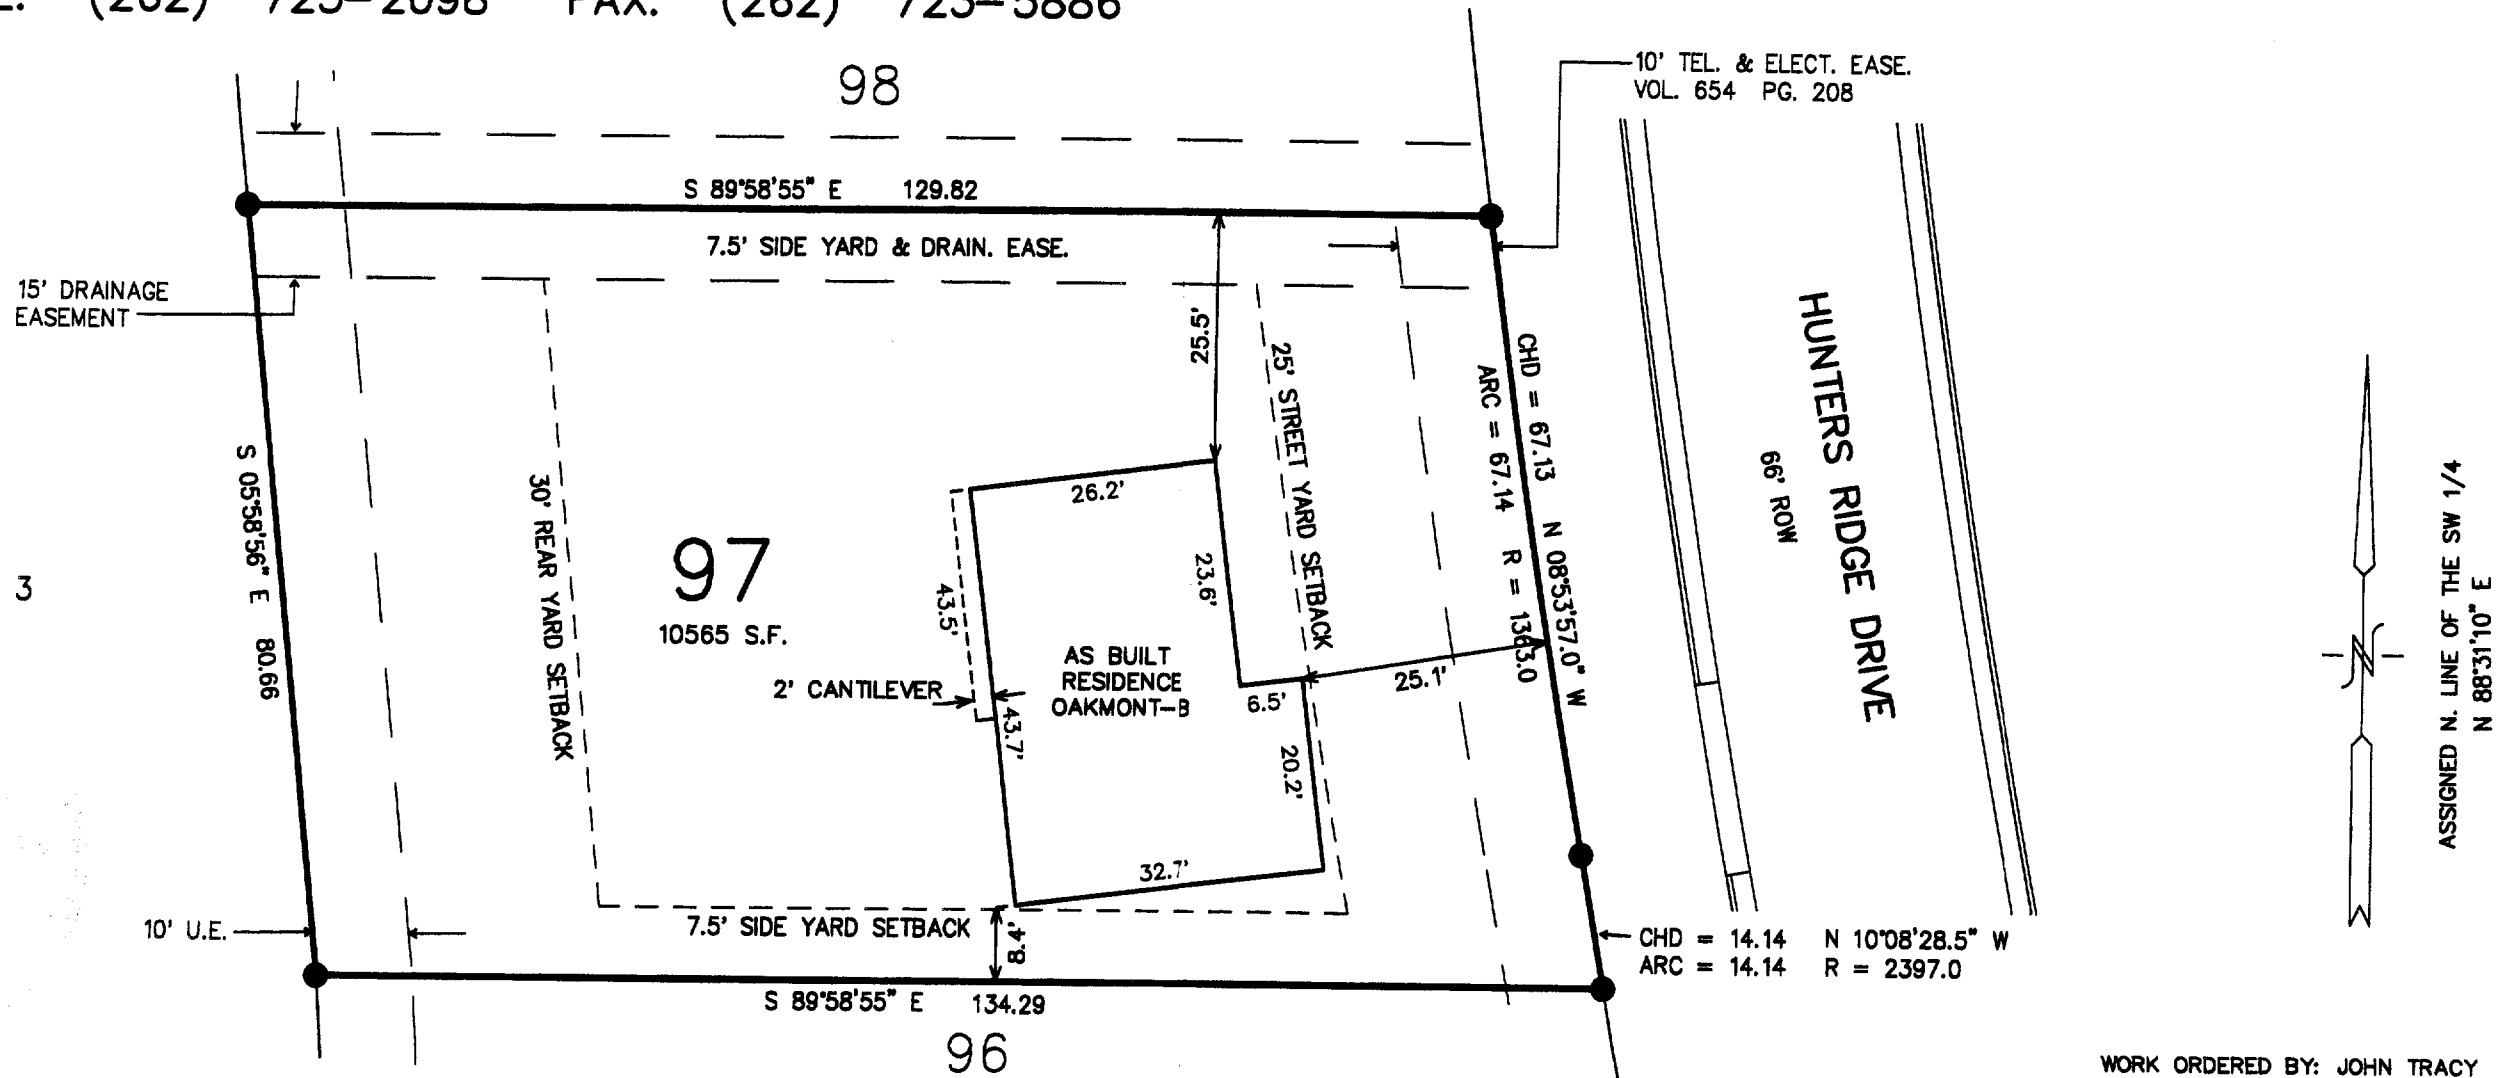 (262) 723-2098 FAX. (262) 723-5886
98
10' TEL. & ELECT. EASE.
VOL. 654 PG. 208
S 89°58'55" E 129.82
7.5' SIDE YARD & DRAIN. EASE.
15' DRAINAGE
EASEMENT
25.5'
25' STREET YARD SETBACK
CHD = 67.13 N 08°53'57.0" W
ARC = 67.14 R = 1363.0
HUNTERS RIDGE DRIVE
66' ROW
S 05°58'56" E 80.66
30' REAR YARD SETBACK
26.2'
97
10565 S.F.
43.5'
23.6'
3
AS BUILT
RESIDENCE
OAKMONT-B
2' CANTILEVER
43.7'
6.5'
25.1'
20.2'
32.7'
ASSIGNED N. LINE OF THE SW 1/4
N 88°31'10" E
N
10' U.E.
7.5' SIDE YARD SETBACK
8.4'
CHD = 14.14 N 10°08'28.5" W
ARC = 14.14 R = 2397.0
S 89°58'55" E 134.29
96
WORK ORDERED BY: JOHN TRACY